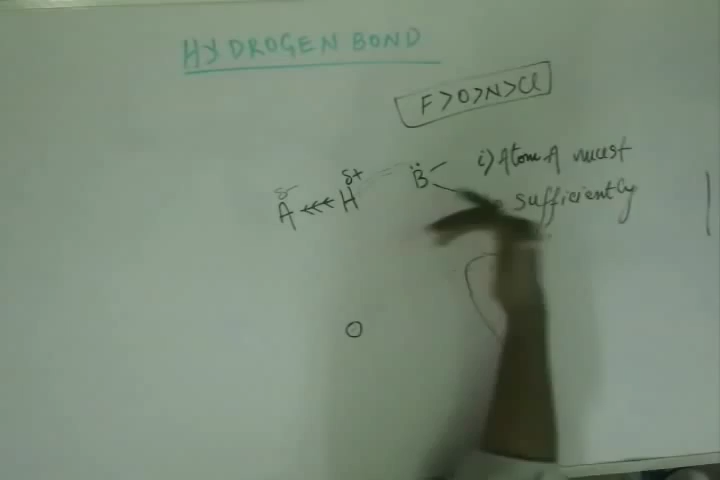 HYDROGEN BOND
F>O>N>Cl
i) Atom A must
sufficiently
δ- δ+
A H B
O